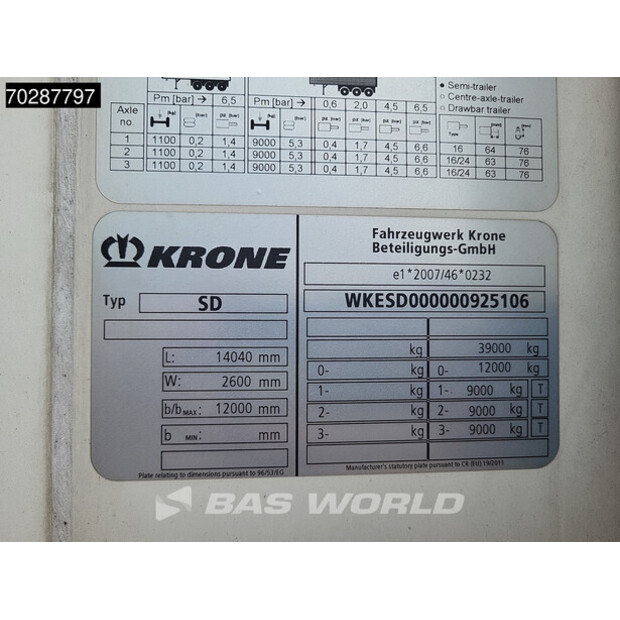 70287797
• Semi-trailer
○ Centre-axle-trailer
○ Drawbar trailer
Pm [bar] → 6,5 Pm [bar] → 0,6 2,0 4,5 6,5
Axle no. Type
1 1100 0,2 1,4 9000 5,3 0,4 1,7 4,5 6,6 16 64 76
2 1100 0,2 1,4 9000 5,3 0,4 1,7 4,5 6,6 16/24 63 76
3 1100 0,2 1,4 9000 5,3 0,4 1,7 4,5 6,6 16/24 63 76
KRONE
Typ SD
L: 14040 mm
W: 2600 mm
b/b MAX: 12000 mm
b MIN: mm
Plate relating to dimensions pursuant to 96/53/EG
Fahrzeugwerk Krone
Beteiligungs-GmbH
e1*2007/46*0232
WKESD000000925106
kg 39000 kg
0- kg 0- 12000 kg
1- kg 1- 9000 kg T
2- kg 2- 9000 kg T
3- kg 3- 9000 kg T
Manufacturer's statutory plate pursuant to CR (EU) 19/2011
BAS WORLD